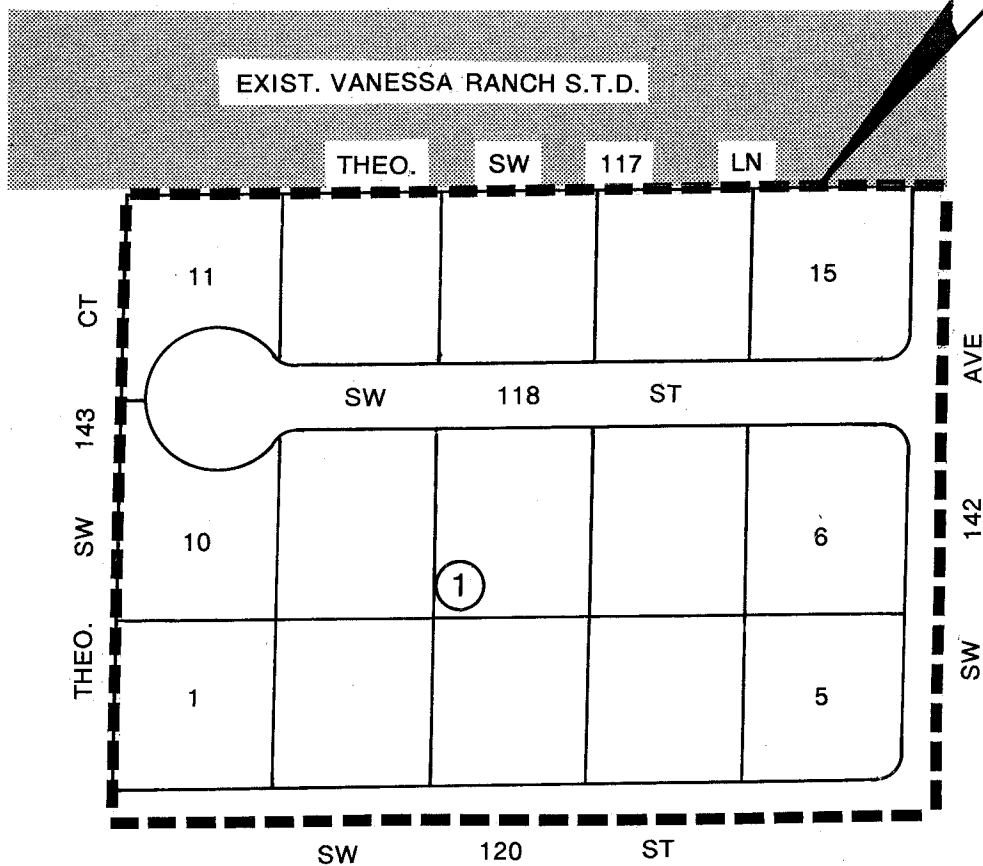 EXIST. VANESSA RANCH S.T.D.
THEO. SW 117 LN
11
15
SW 118 ST
10
6
1
1
5
THEO. SW 143 CT
SW 142 AVE
SW 120 ST